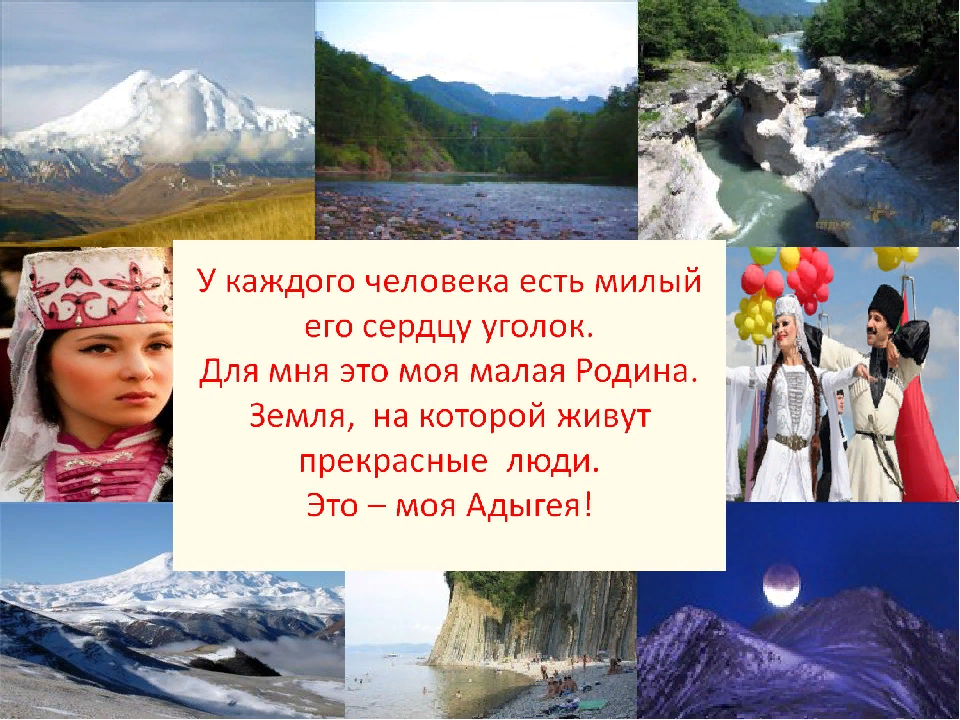 У каждого человека есть милый
его сердцу уголок.
Для мня это моя малая Родина.
Земля, на которой живут
прекрасные люди.
Это – моя Адыгея!